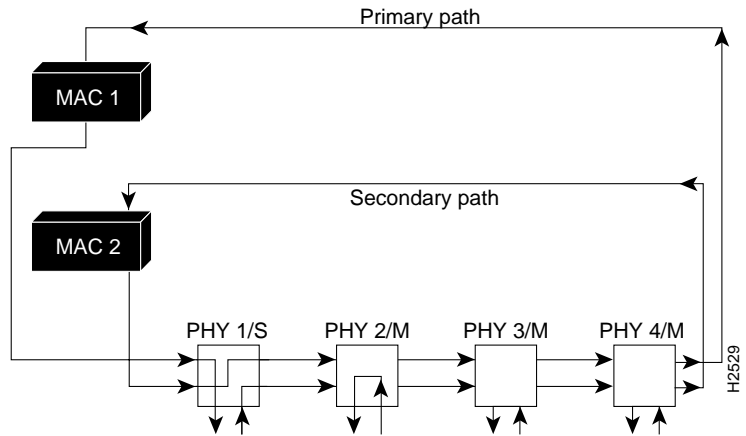 Primary path
MAC 1
Secondary path
MAC 2
PHY 1/S
PHY 2/M
PHY 3/M
PHY 4/M
H2529